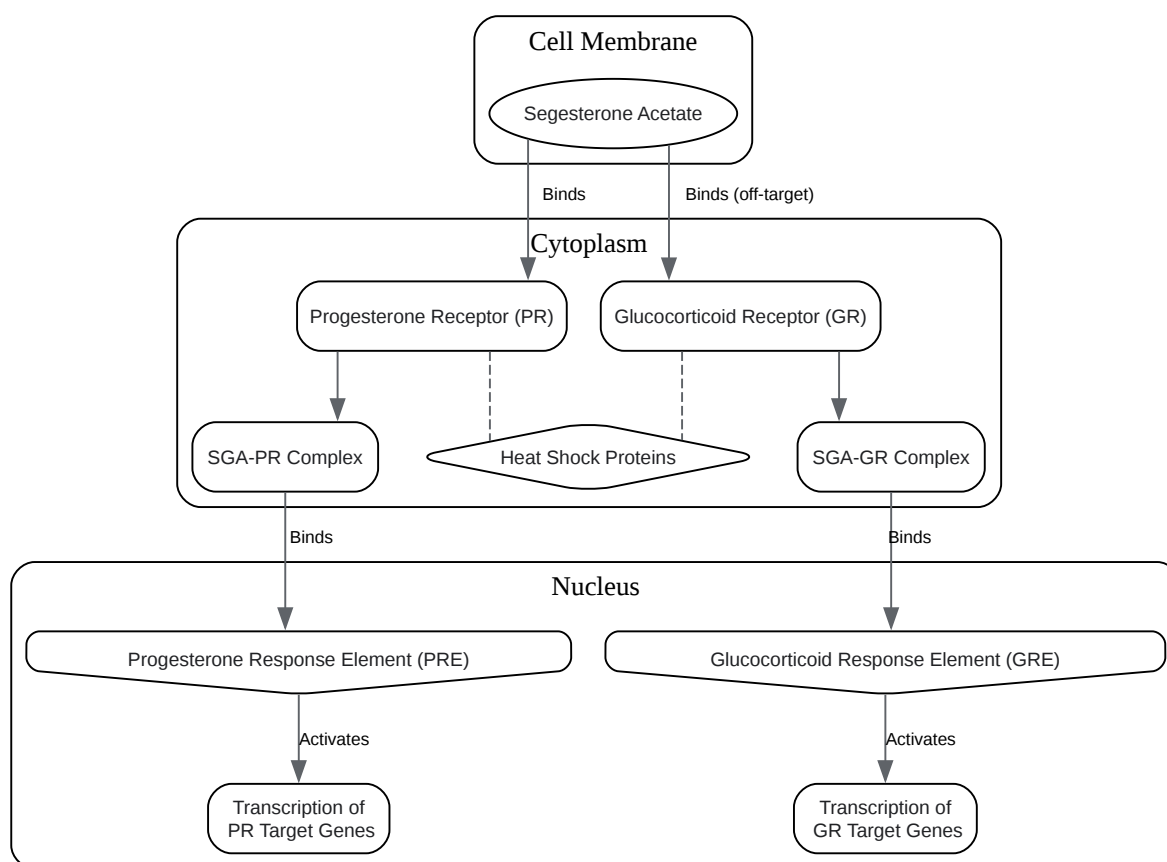 Cell Membrane
Segesterone Acetate
Binds
Binds (off-target)
Cytoplasm
Progesterone Receptor (PR)
Glucocorticoid Receptor (GR)
SGA-PR Complex
Heat Shock Proteins
SGA-GR Complex
Binds
Binds
Nucleus
Progesterone Response Element (PRE)
Glucocorticoid Response Element (GRE)
Activates
Activates
Transcription of
PR Target Genes
Transcription of
GR Target Genes